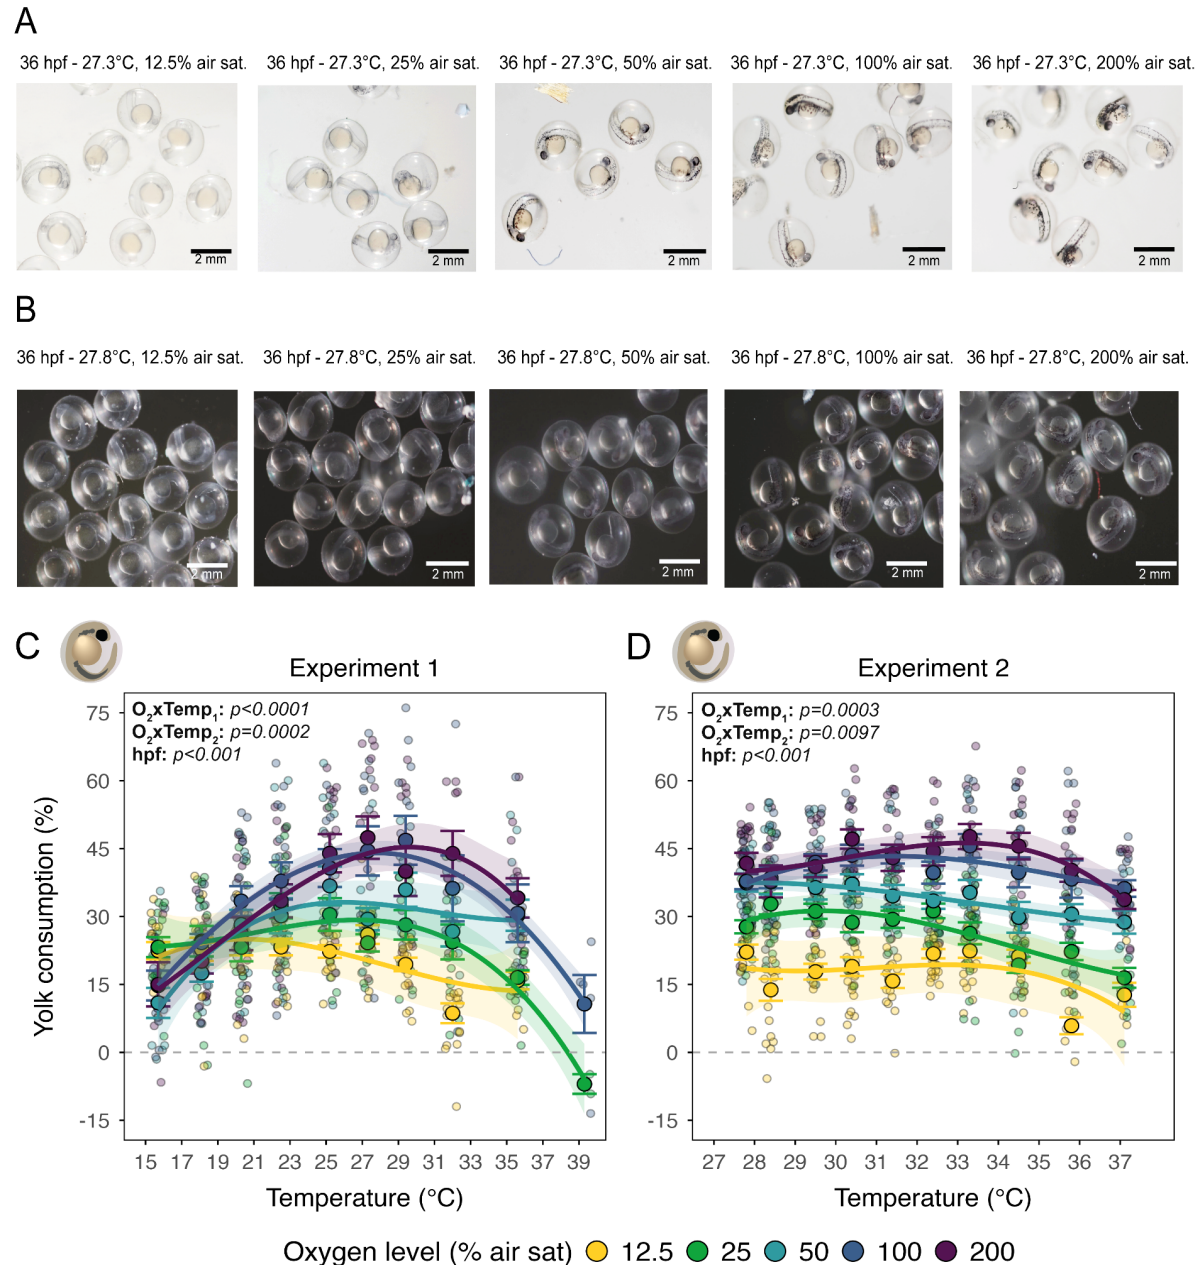 A
36 hpf - 27.3°C, 12.5% air sat. 36 hpf - 27.3°C, 25% air sat. 36 hpf - 27.3°C, 50% air sat. 36 hpf - 27.3°C, 100% air sat. 36 hpf - 27.3°C, 200% air sat.
2 mm 2 mm 2 mm 2 mm 2 mm
B
36 hpf - 27.8°C, 12.5% air sat. 36 hpf - 27.8°C, 25% air sat. 36 hpf - 27.8°C, 50% air sat. 36 hpf - 27.8°C, 100% air sat. 36 hpf - 27.8°C, 200% air sat.
2 mm 2 mm 2 mm 2 mm 2 mm
C
Experiment 1
O₂xTemp₁: p<0.0001
O₂xTemp₂: p=0.0002
hpf: p<0.001
Yolk consumption (%)
75
60
45
30
15
0
-15
15 17 19 21 23 25 27 29 31 33 35 37 39
Temperature (°C)
D
Experiment 2
O₂xTemp₁: p=0.0003
O₂xTemp₂: p=0.0097
hpf: p<0.001
75
60
45
30
15
0
-15
27 28 29 30 31 32 33 34 35 36 37
Temperature (°C)
Oxygen level (% air sat) 12.5 25 50 100 200